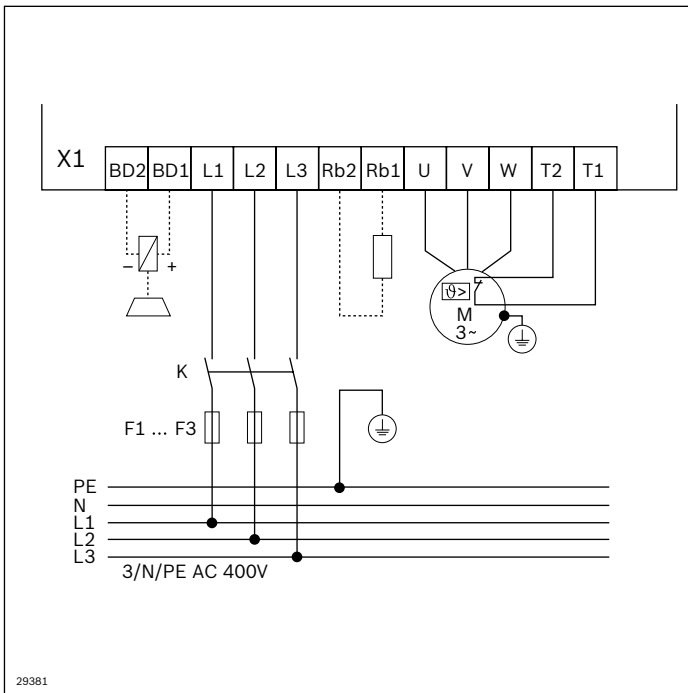 X1
BD2 BD1 L1 L2 L3 Rb2 Rb1 U V W T2 T1
– +
ϑ>
M
3~
K
F1 ... F3
PE
N
L1
L2
L3
3/N/PE AC 400V
29381